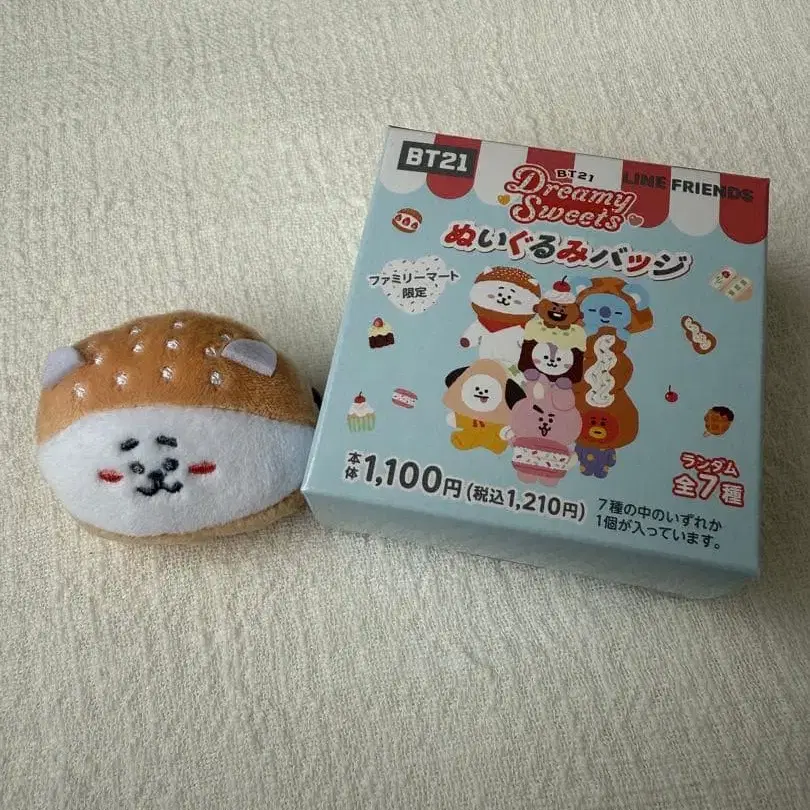 BT21
LINE FRIENDS
BT21
Dreamy
Sweets
ぬいぐるみバッジ
ファミリーマート
限定
本体1,100円(税込1,210円)
ランダム
全7種
7種の中のいずれか
1個が入っています。